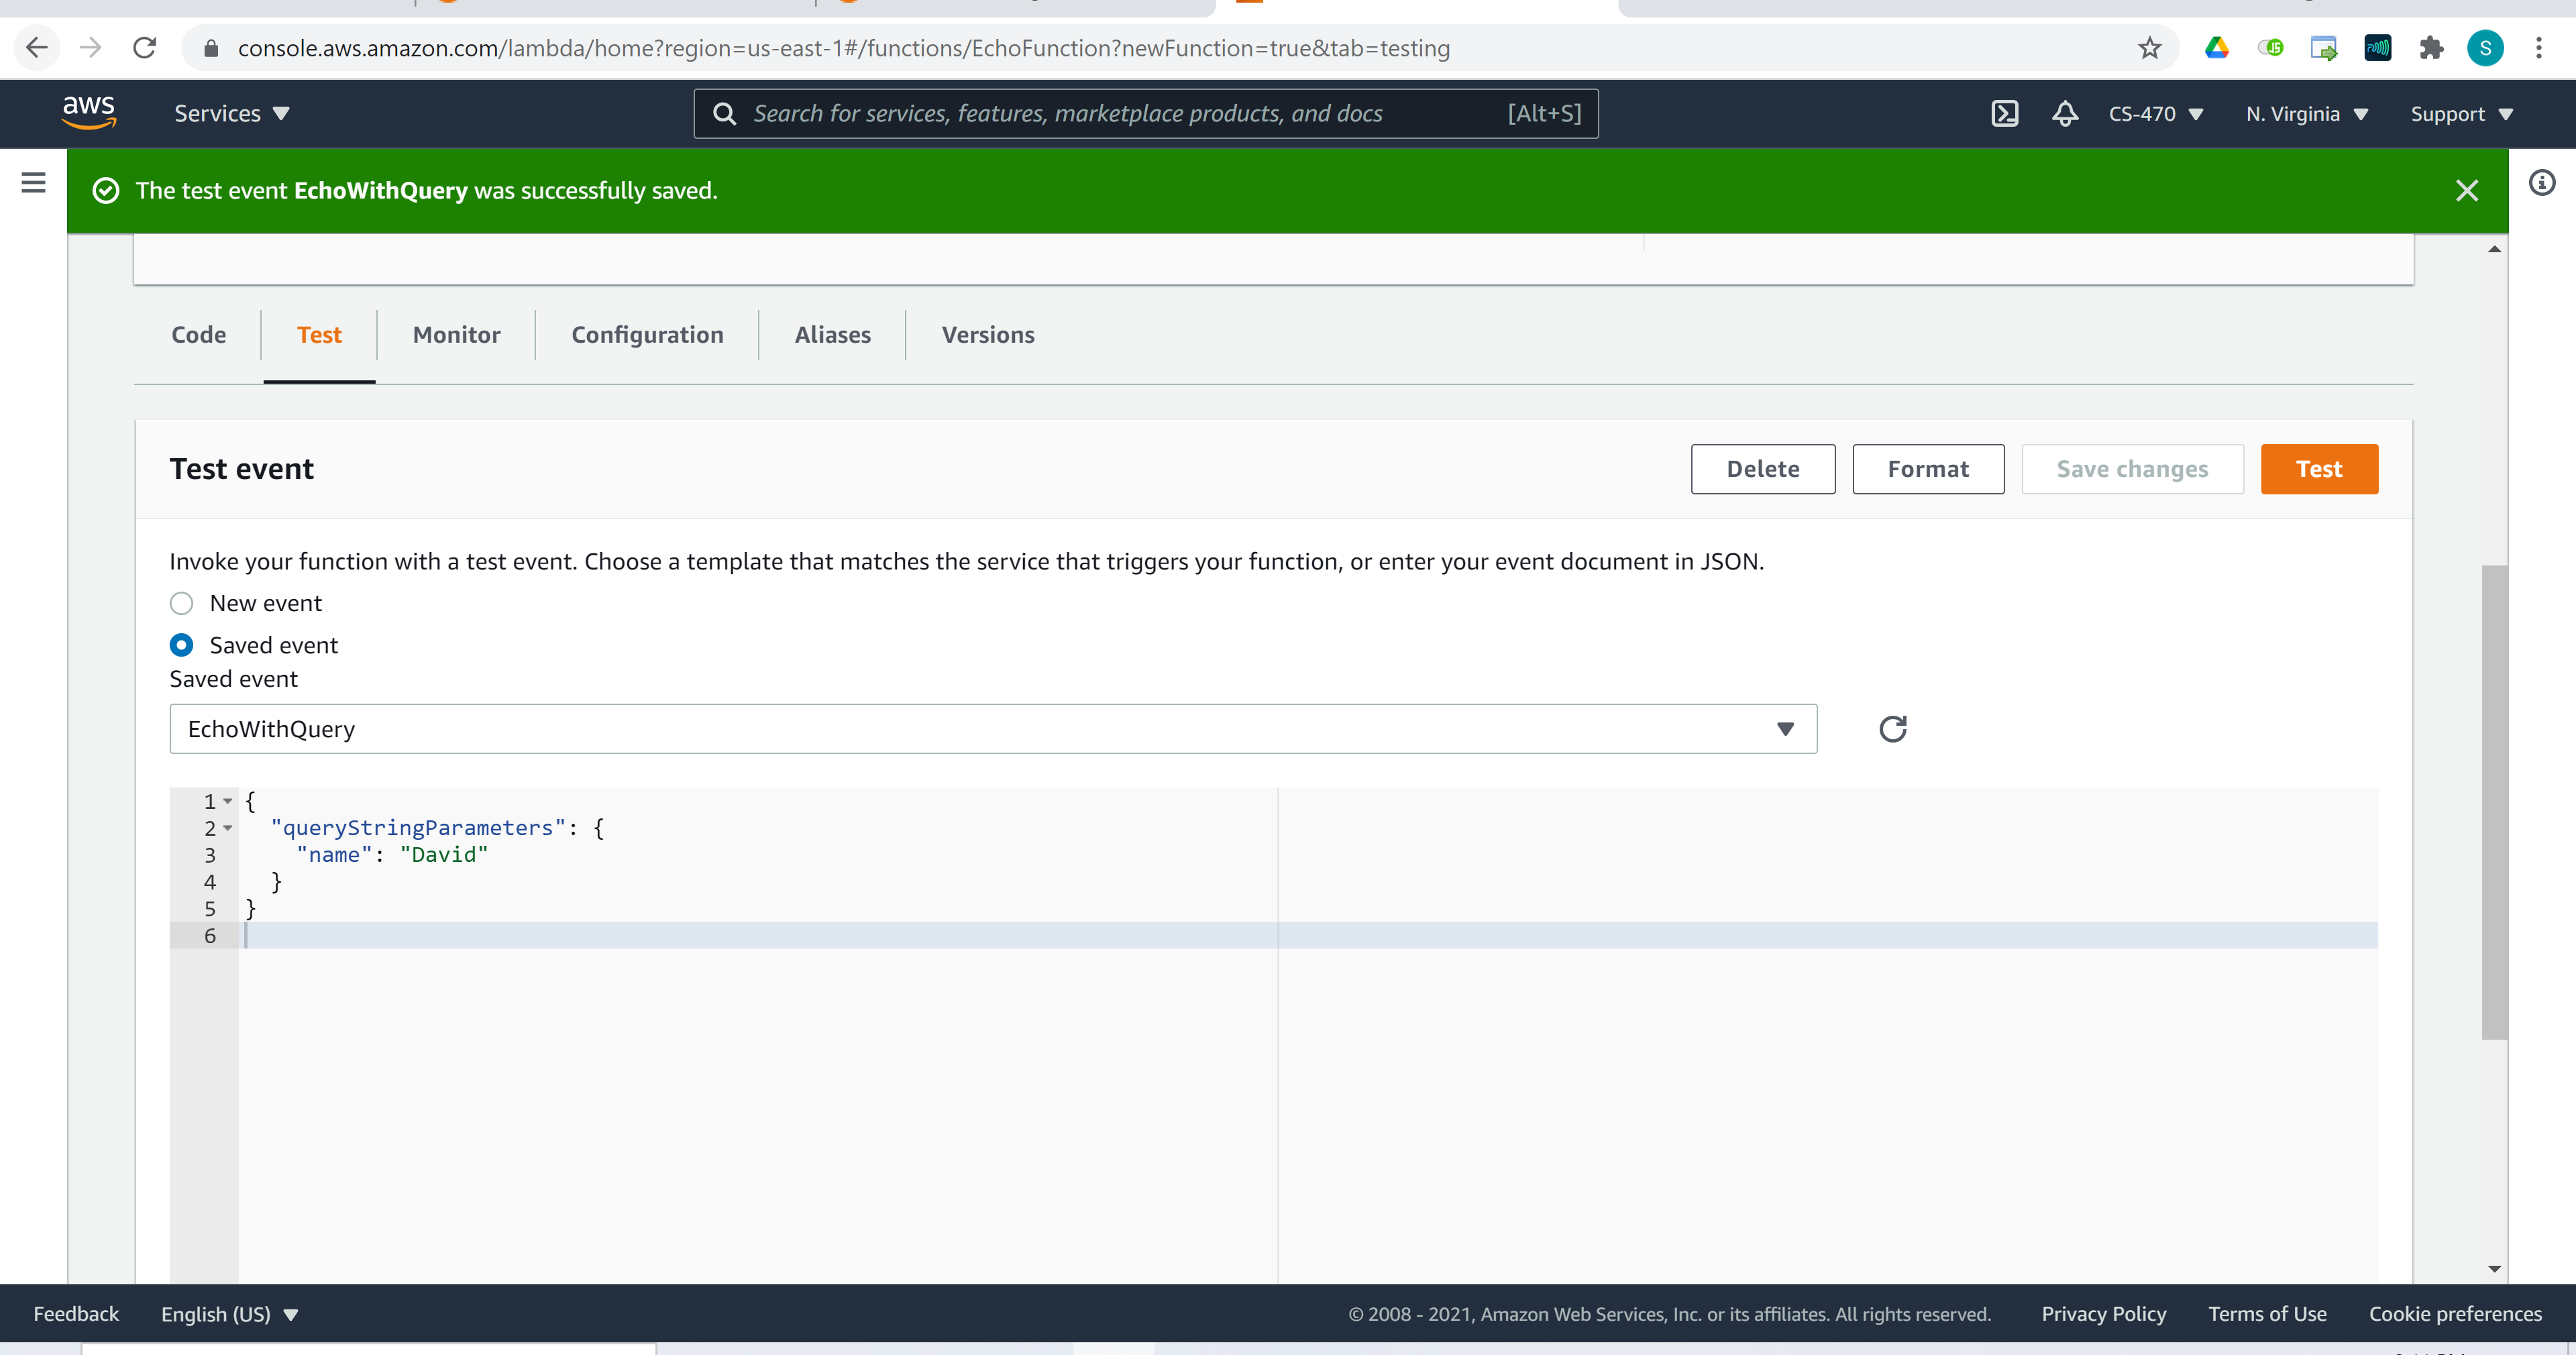 console.aws.amazon.com/lambda/home?region=us-east-1#/functions/EchoFunction?newFunction=true&tab=testing
S
aws Services Search for services, features, marketplace products, and docs [Alt+S] CS-470 N. Virginia Support
The test event EchoWithQuery was successfully saved.
Code Test Monitor Configuration Aliases Versions
Test event Delete Format Save changes Test
Invoke your function with a test event. Choose a template that matches the service that triggers your function, or enter your event document in JSON.
New event
Saved event
Saved event
EchoWithQuery
1 {
2 "queryStringParameters": {
3 "name": "David"
4 }
5 }
6
Feedback English (US) © 2008 - 2021, Amazon Web Services, Inc. or its affiliates. All rights reserved. Privacy Policy Terms of Use Cookie preferences